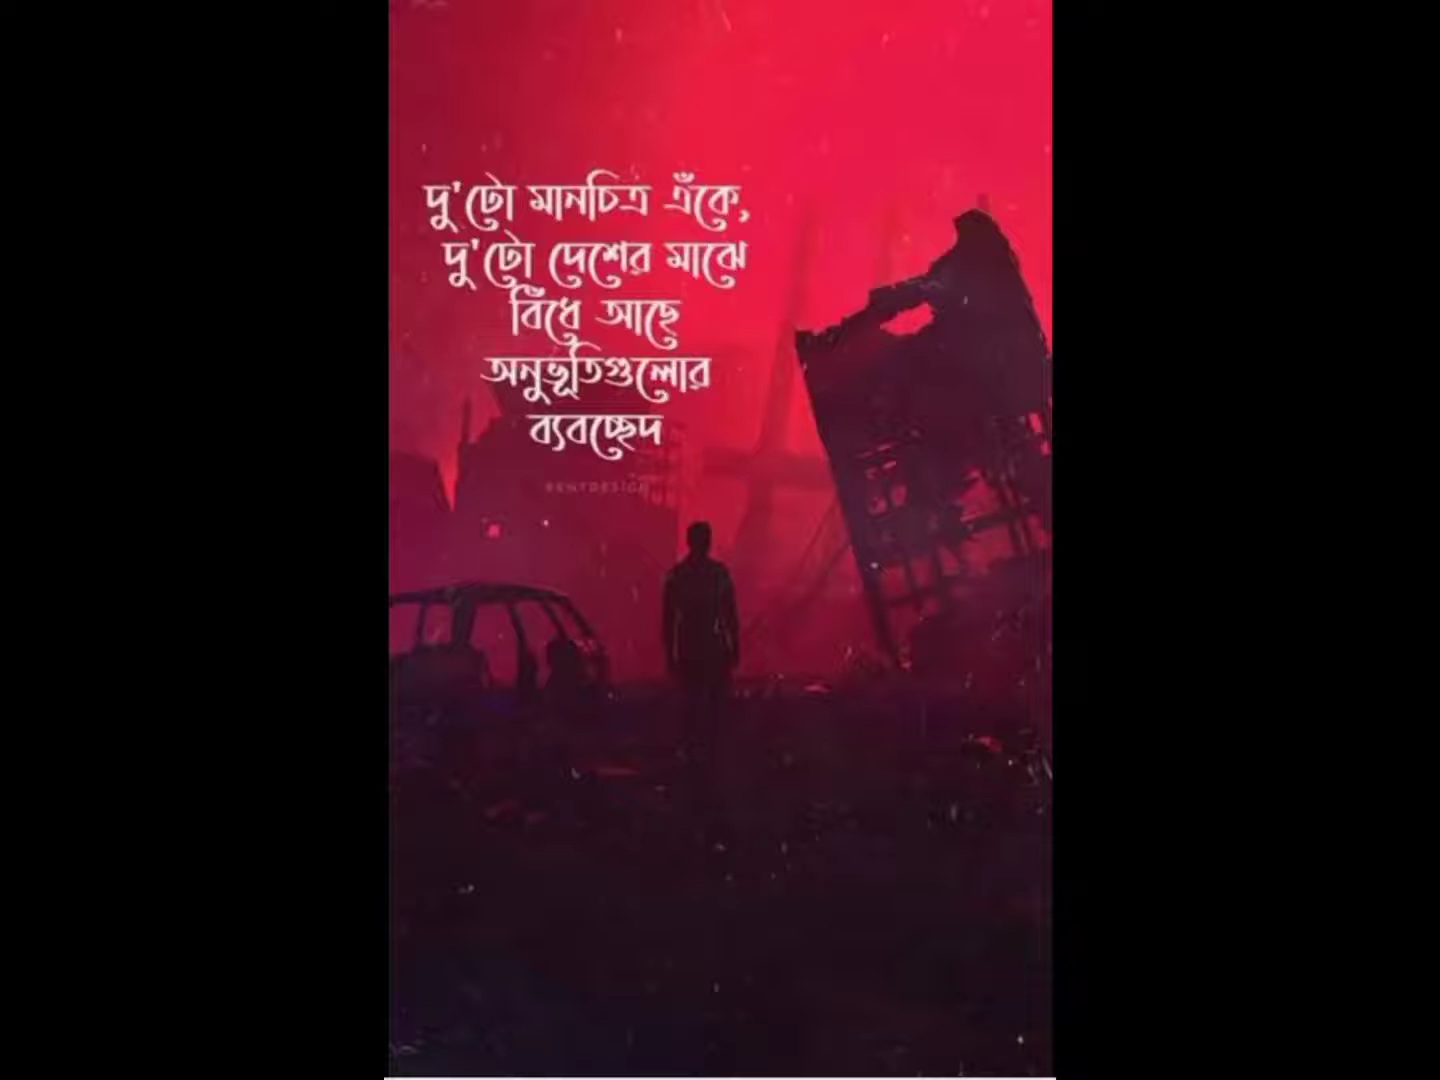 দু'টো মানচিত্র এঁকে,
দু'টো দেশের মাঝে
বিঁধে আছে
অনুভূতিগুলোর
ব্যবচ্ছেদ